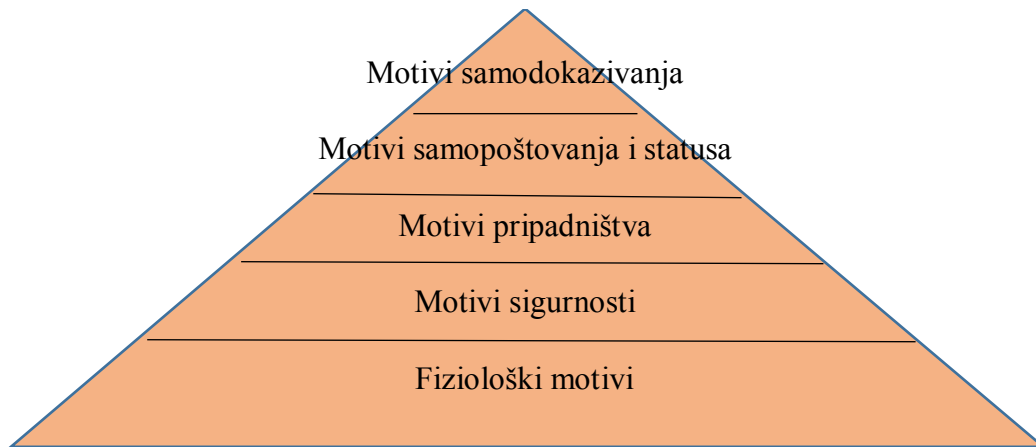 Motivi samodokazivanja
Motivi samopoštovanja i statusa
Motivi pripadništva
Motivi sigurnosti
Fiziološki motivi